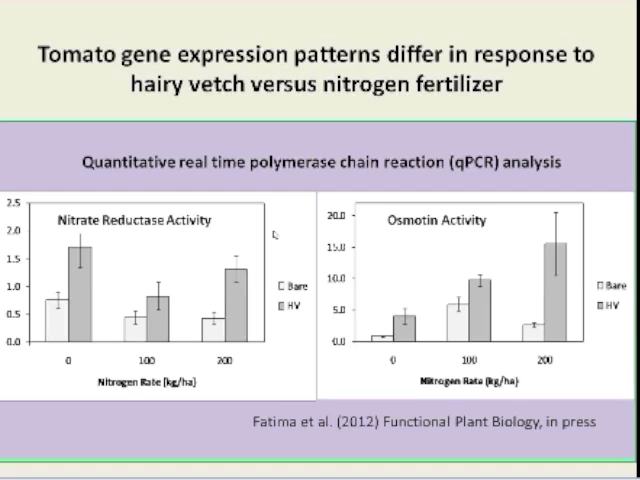 Tomato gene expression patterns differ in response to
hairy vetch versus nitrogen fertilizer
Quantitative real time polymerase chain reaction (qPCR) analysis
Nitrate Reductase Activity
2.5
2.0
1.5
1.0
0.5
0.0
0 100 200
Nitrogen Rate (kg/ha)
Bare
HV
Osmotin Activity
20.0
15.0
10.0
5.0
0.0
0 100 200
Nitrogen Rate (kg/ha)
Bare
HV
Fatima et al. (2012) Functional Plant Biology, in press